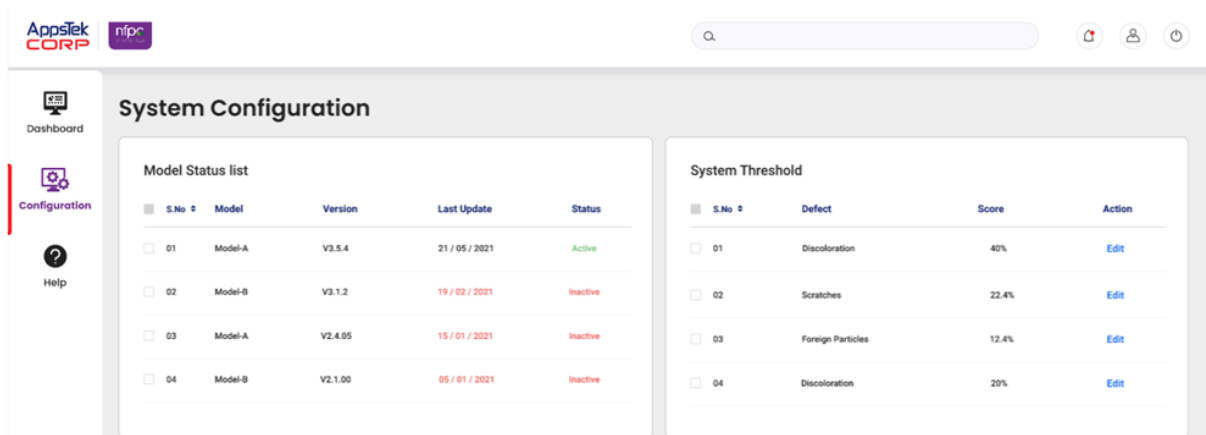 AppsTek
CORP
nfpc
Dashboard
Configuration
Help
System Configuration
Model Status list
S.No Model Version Last Update Status
01 Model-A V3.5.4 21 / 05 / 2021 Active
02 Model-B V3.1.2 19 / 02 / 2021 Inactive
03 Model-A V2.4.05 15 / 01 / 2021 Inactive
04 Model-B V2.1.00 05 / 01 / 2021 Inactive
System Threshold
S.No Defect Score Action
01 Discoloration 40% Edit
02 Scratches 22.4% Edit
03 Foreign Particles 12.4% Edit
04 Discoloration 20% Edit